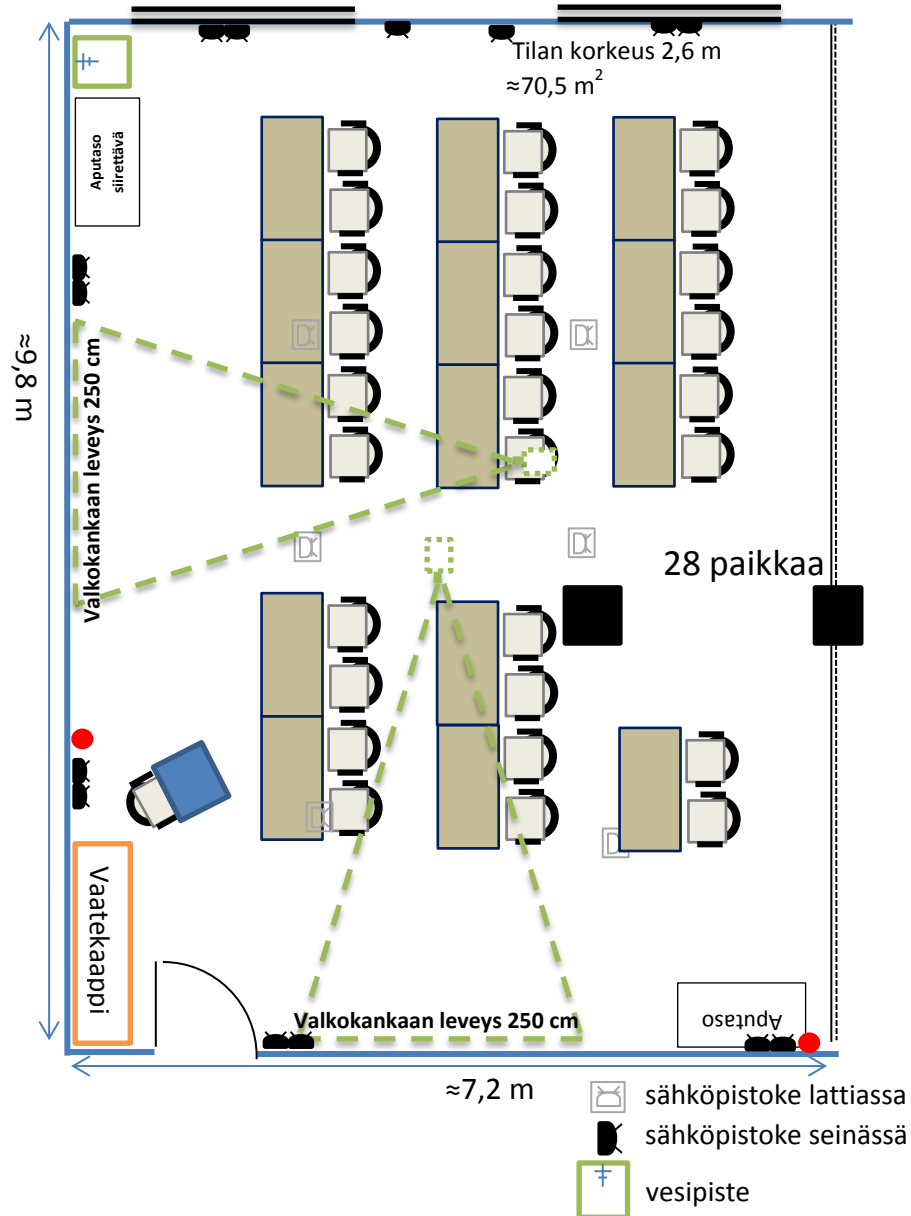 Tilan korkeus 2,6 m
≈70,5 m²
Aputaso
siirettävä
≈9,8 m
Valkokankaan leveys 250 cm
28 paikkaa
Vaatekaappi
Valkokankaan leveys 250 cm
Aputaso
≈7,2 m
sähköpistoke lattiassa
sähköpistoke seinässä
vesipiste